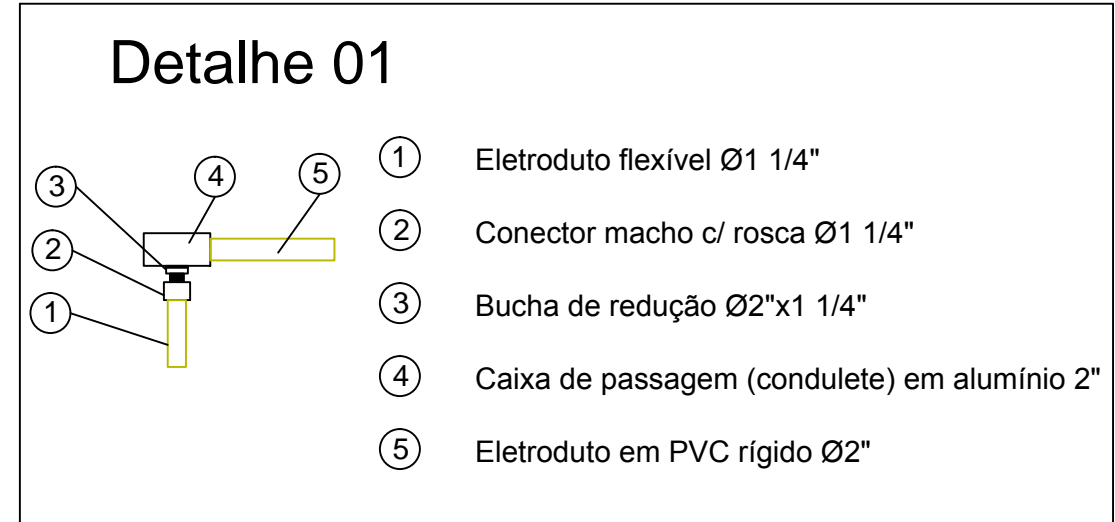 Detalhe 01
3
4
5
2
1
1 Eletroduto flexível Ø1 1/4"
2 Conector macho c/ rosca Ø1 1/4"
3 Bucha de redução Ø2"x1 1/4"
4 Caixa de passagem (condulete) em alumínio 2"
5 Eletroduto em PVC rígido Ø2"